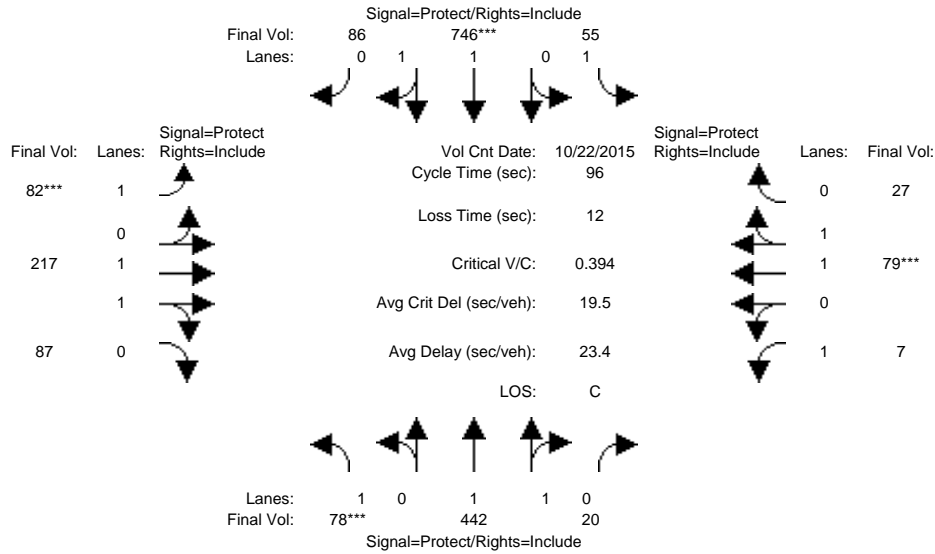 Signal=Protect/Rights=Include
Final Vol: 86 746*** 55
Lanes: 0 1 1 0 1
Signal=Protect
Final Vol: Lanes: Rights=Include
Vol Cnt Date: 10/22/2015
Signal=Protect
Rights=Include Lanes: Final Vol:
Cycle Time (sec): 96
82*** 1
0 27
Loss Time (sec): 12
0
1
217 1
Critical V/C: 0.394
1 79***
1
Avg Crit Del (sec/veh): 19.5
0
87 0
Avg Delay (sec/veh): 23.4
1 7
LOS: C
Lanes: 1 0 1 1 0
Final Vol: 78*** 442 20
Signal=Protect/Rights=Include